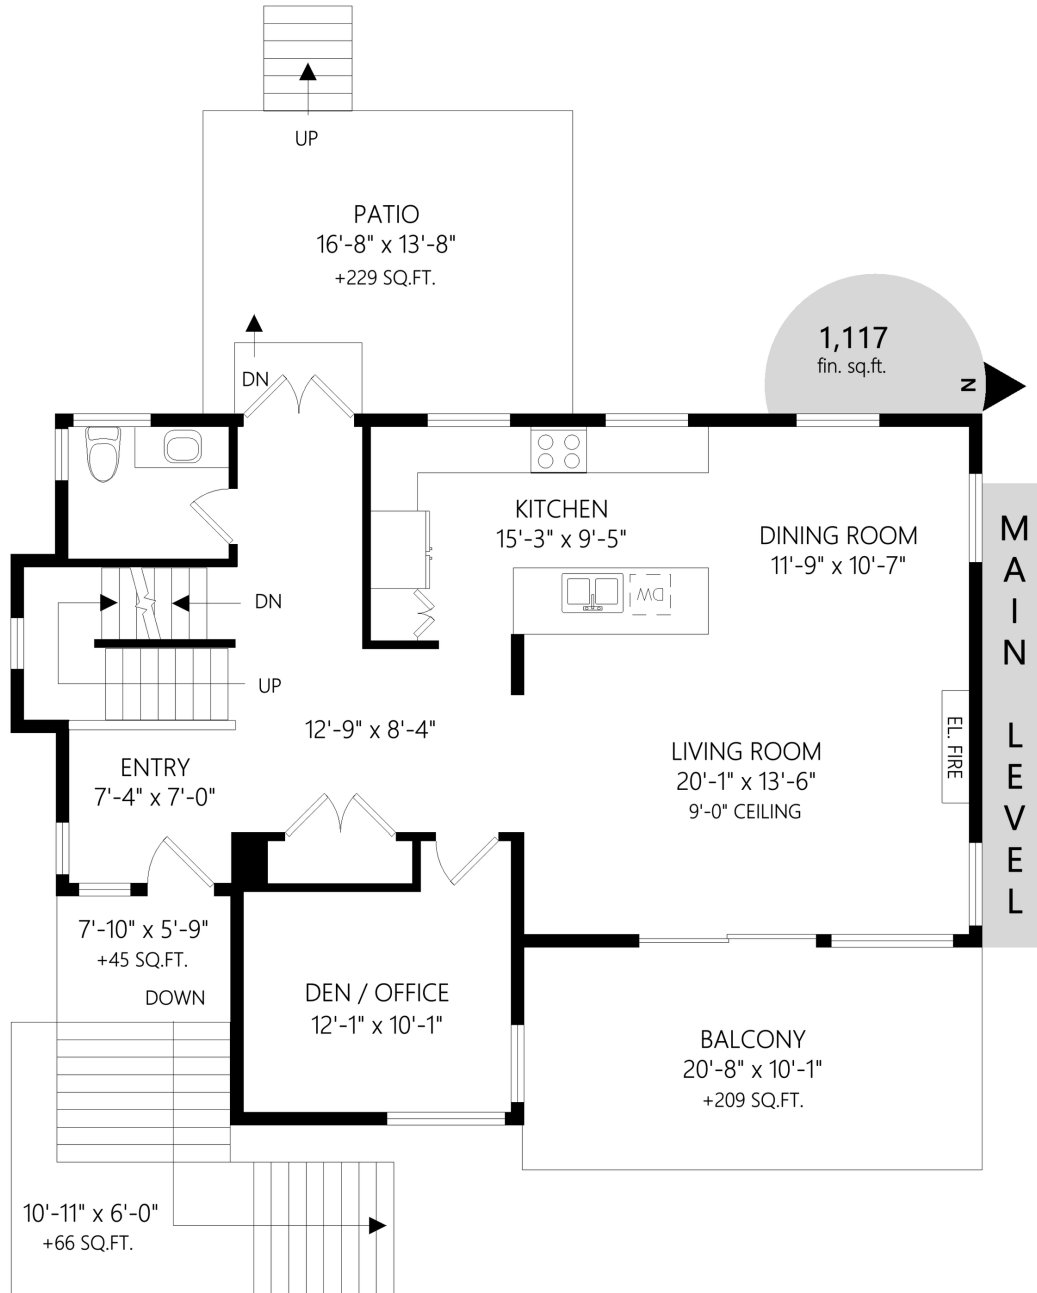 UP
PATIO
16'-8" x 13'-8"
+229 SQ.FT.
DN
1,117
fin. sq.ft.
N
KITCHEN
15'-3" x 9'-5"
DINING ROOM
11'-9" x 10'-7"
DW
DN
UP
12'-9" x 8'-4"
ENTRY
7'-4" x 7'-0"
LIVING ROOM
20'-1" x 13'-6"
9'-0" CEILING
EL. FIRE
MAIN LEVEL
7'-10" x 5'-9"
+45 SQ.FT.
DOWN
DEN / OFFICE
12'-1" x 10'-1"
BALCONY
20'-8" x 10'-1"
+209 SQ.FT.
10'-11" x 6'-0"
+66 SQ.FT.